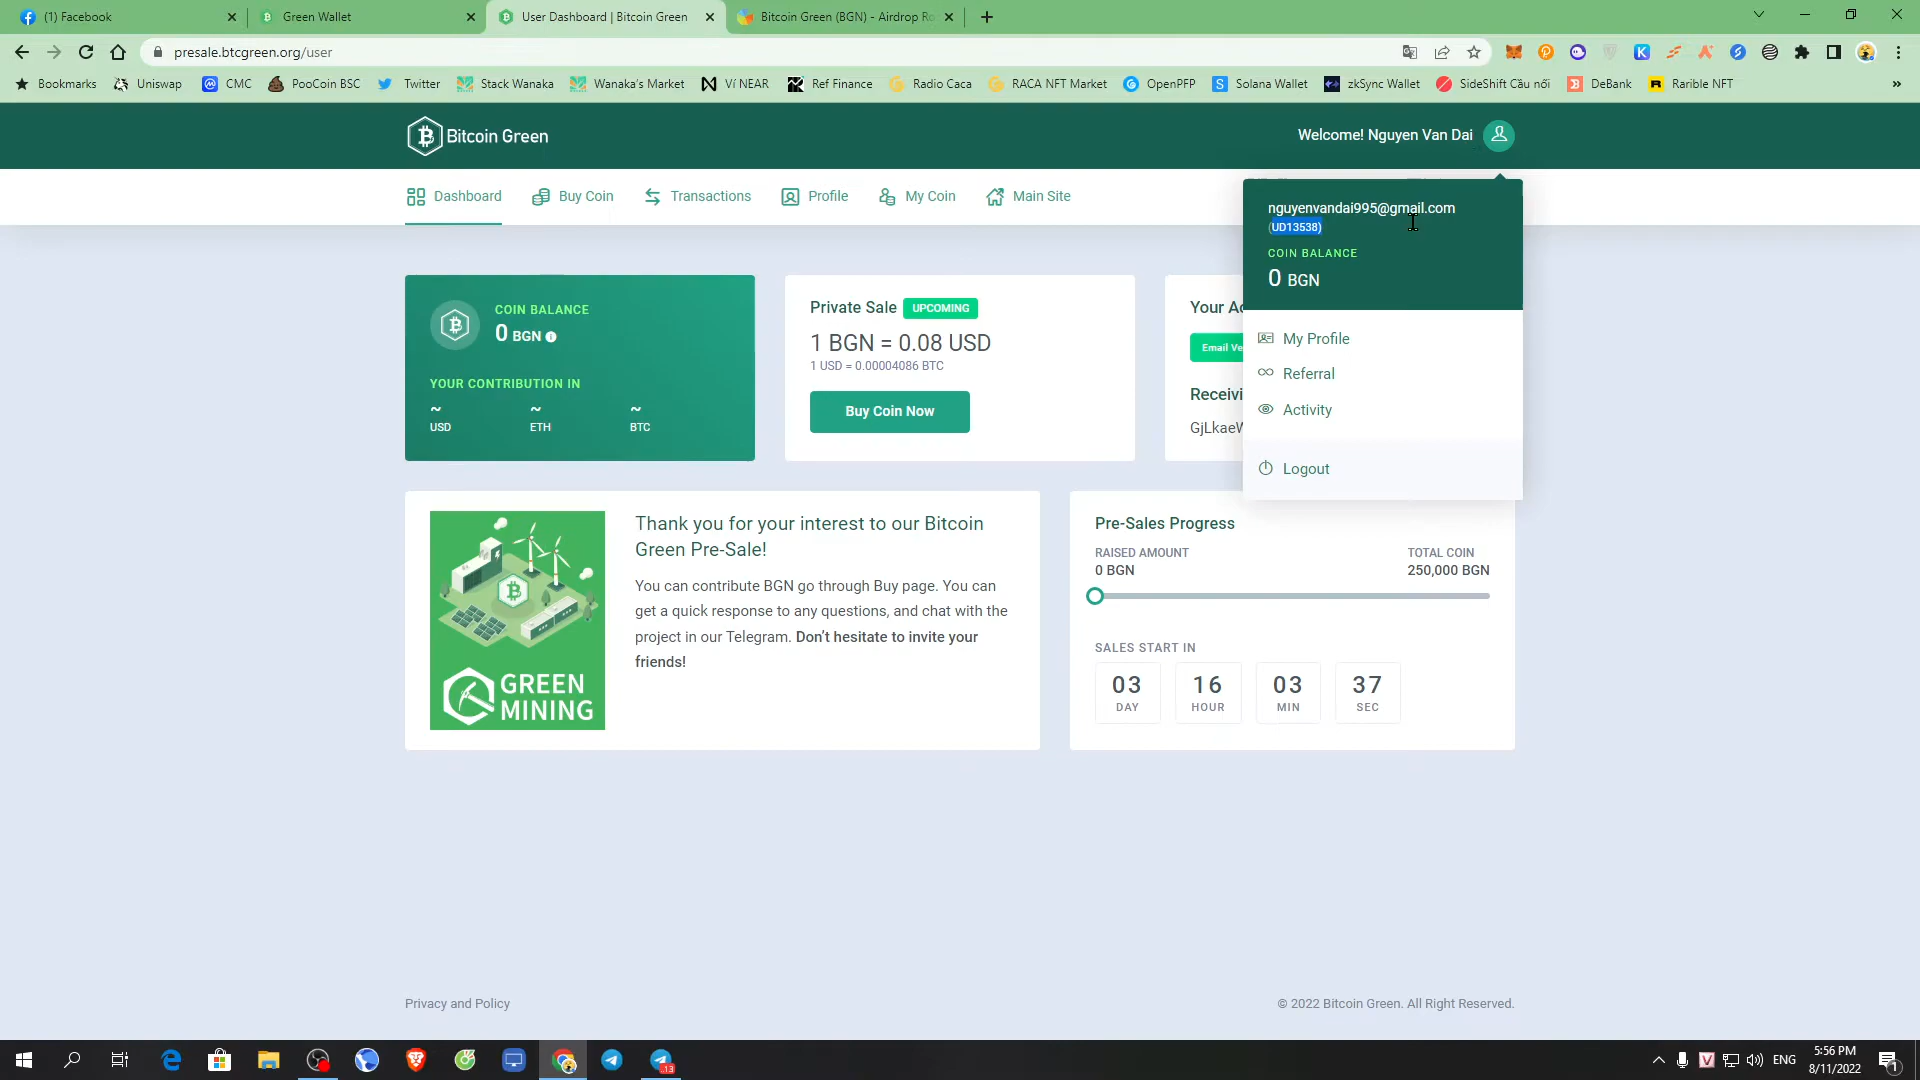 (1) Facebook
Green Wallet
User Dashboard | Bitcoin Green
Bitcoin Green (BGN) - Airdrop Ro
presale.btcgreen.org/user
Bookmarks
Uniswap
CMC
PooCoin BSC
Twitter
Stack Wanaka
Wanaka's Market
Ví NEAR
Ref Finance
Radio Caca
RACA NFT Market
OpenPFP
Solana Wallet
zkSync Wallet
SideShift Cầu nối
DeBank
Rarible NFT
»
Bitcoin Green
Welcome! Nguyen Van Dai
Dashboard
Buy Coin
Transactions
Profile
My Coin
Main Site
nguyenvandai995@gmail.com
(UD13538)
COIN BALANCE
0 BGN
My Profile
Referral
Activity
Logout
COIN BALANCE
0 BGN
YOUR CONTRIBUTION IN
~ ~ ~
USD ETH BTC
Private Sale UPCOMING
1 BGN = 0.08 USD
1 USD = 0.00004086 BTC
Buy Coin Now
Your Ac
Email Ve
Receivi
GjLkaeW
GREEN
MINING
Thank you for your interest to our Bitcoin
Green Pre-Sale!
You can contribute BGN go through Buy page. You can
get a quick response to any questions, and chat with the
project in our Telegram. Don't hesitate to invite your
friends!
Pre-Sales Progress
RAISED AMOUNT TOTAL COIN
0 BGN 250,000 BGN
SALES START IN
03 16 03 37
DAY HOUR MIN SEC
Privacy and Policy
© 2022 Bitcoin Green. All Right Reserved.
ENG
5:56 PM
8/11/2022